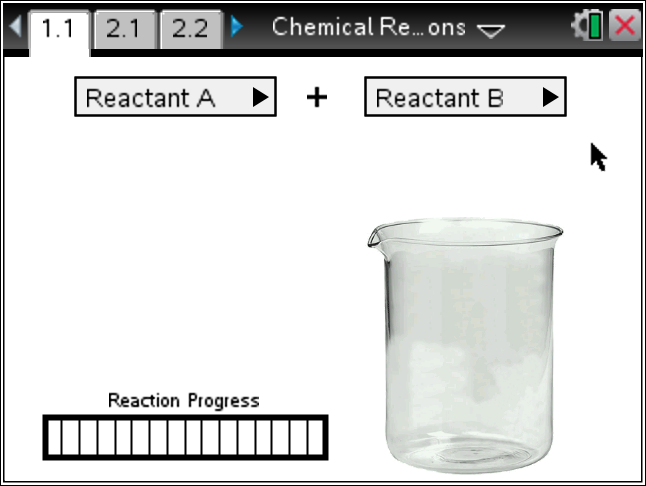 1.1 2.1 2.2 Chemical Re...ons
Reactant A + Reactant B
Reaction Progress